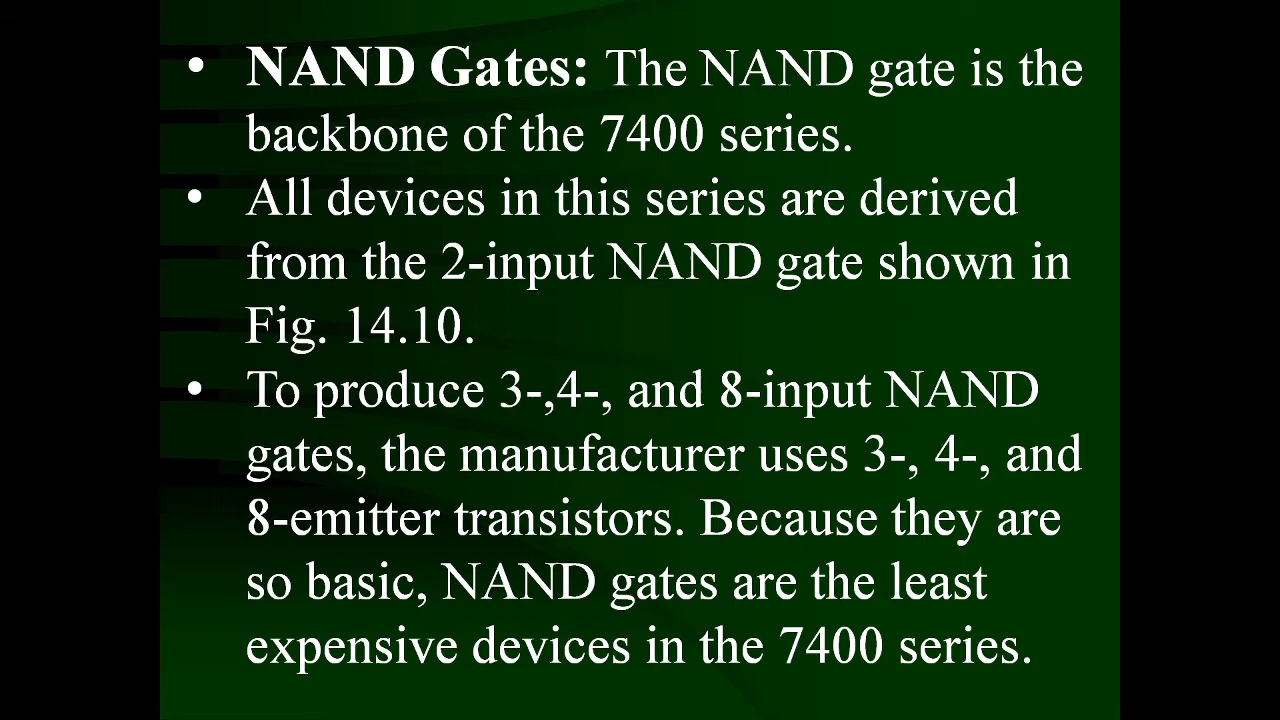 • NAND Gates: The NAND gate is the
backbone of the 7400 series.
• All devices in this series are derived
from the 2-input NAND gate shown in
Fig. 14.10.
• To produce 3-,4-, and 8-input NAND
gates, the manufacturer uses 3-, 4-, and
8-emitter transistors. Because they are
so basic, NAND gates are the least
expensive devices in the 7400 series.